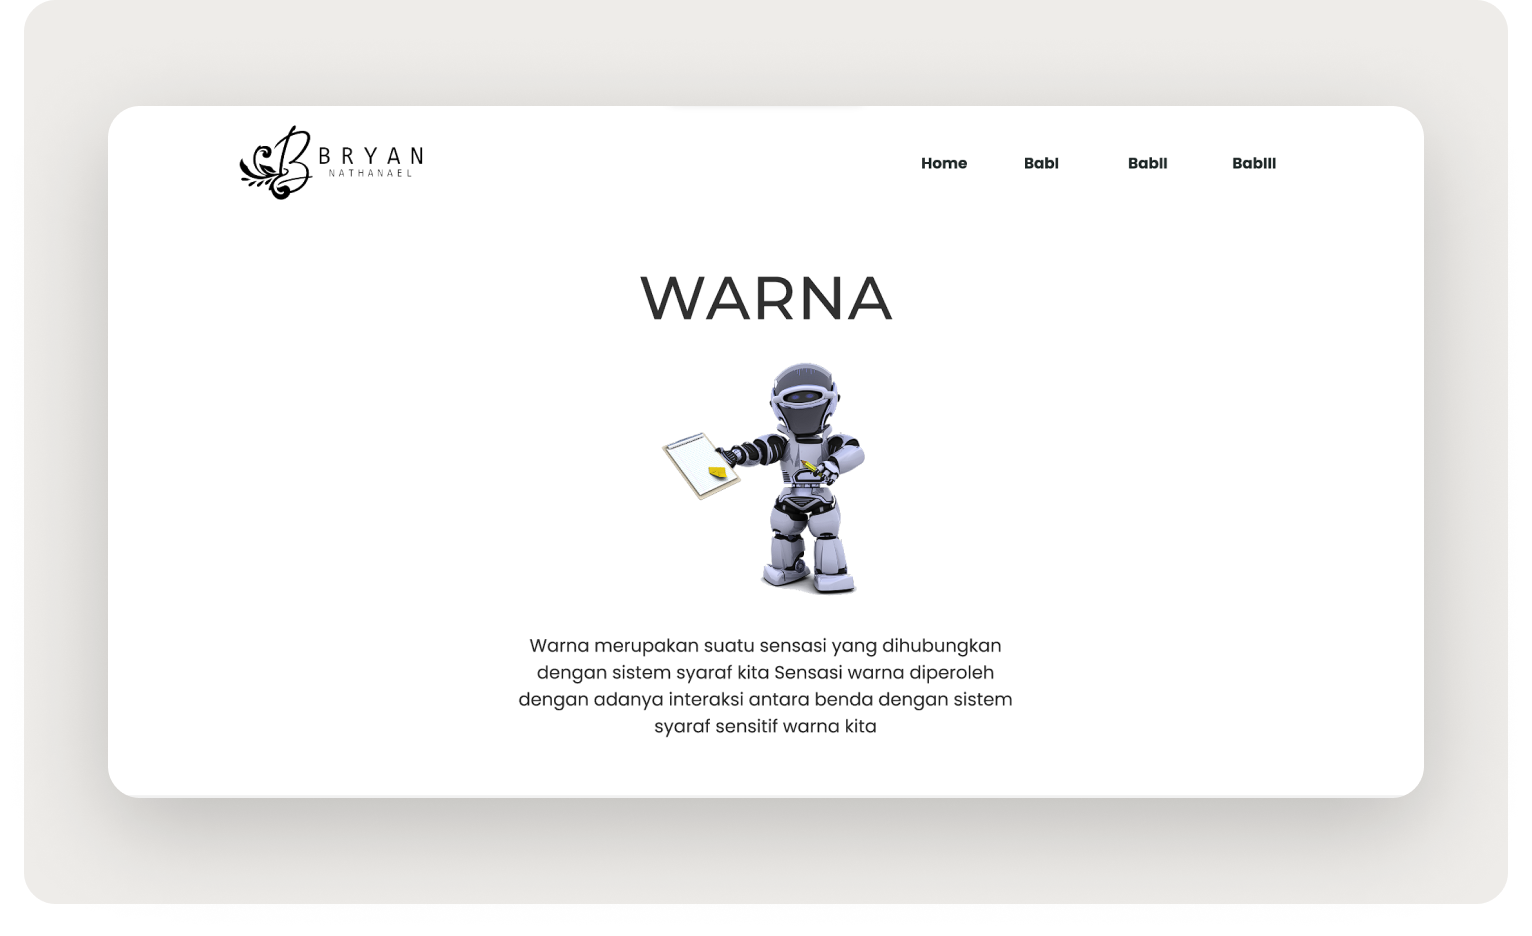 BRYAN
NATHANAEL
Home BabI BabII BabIII
WARNA
Warna merupakan suatu sensasi yang dihubungkan
dengan sistem syaraf kita Sensasi warna diperoleh
dengan adanya interaksi antara benda dengan sistem
syaraf sensitif warna kita